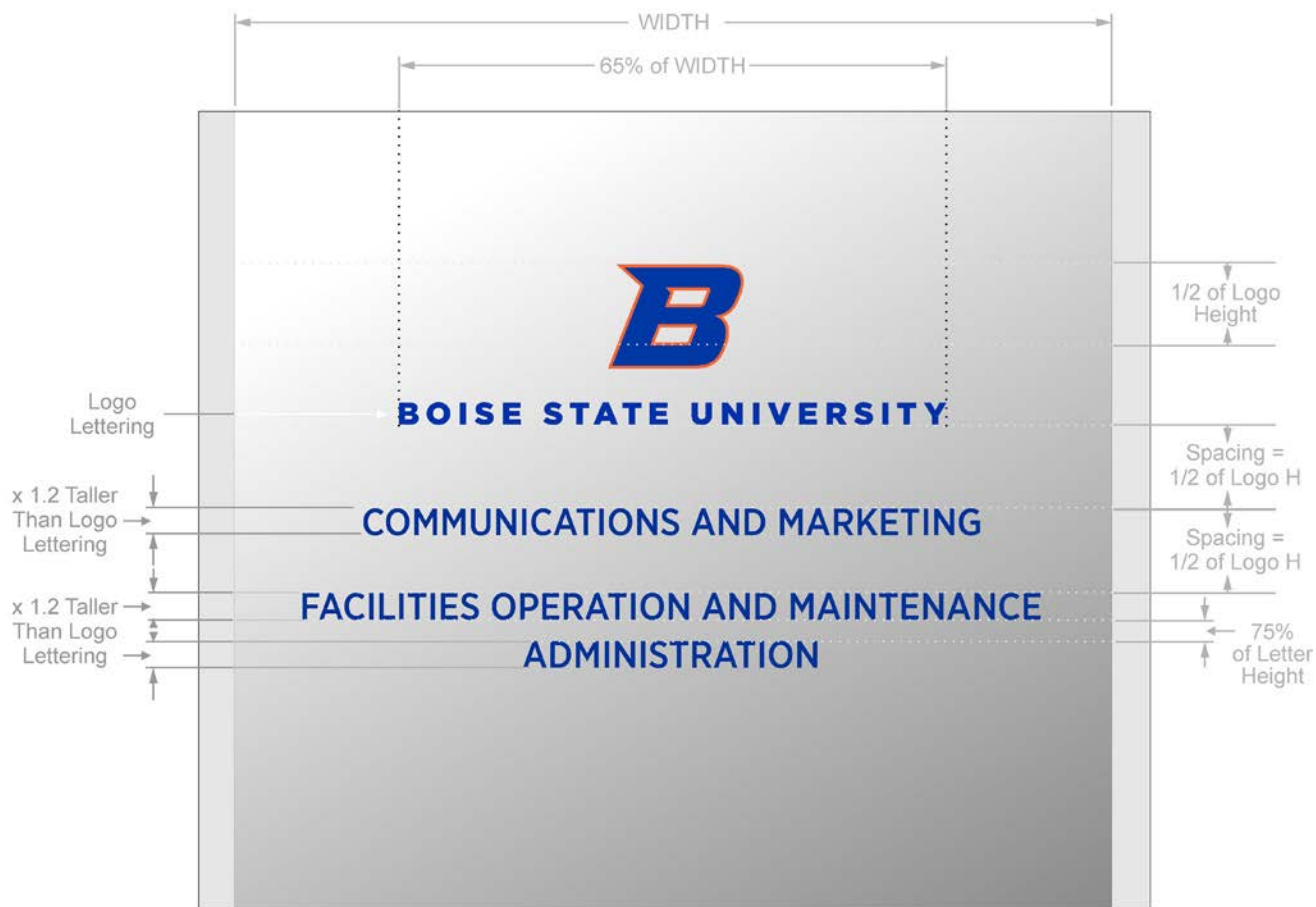 WIDTH
65% of WIDTH
1/2 of Logo
Height
B
Logo
Lettering
BOISE STATE UNIVERSITY
Spacing =
1/2 of Logo H
x 1.2 Taller
Than Logo
Lettering
COMMUNICATIONS AND MARKETING
Spacing =
1/2 of Logo H
x 1.2 Taller
Than Logo
Lettering
FACILITIES OPERATION AND MAINTENANCE
ADMINISTRATION
75%
of Letter
Height